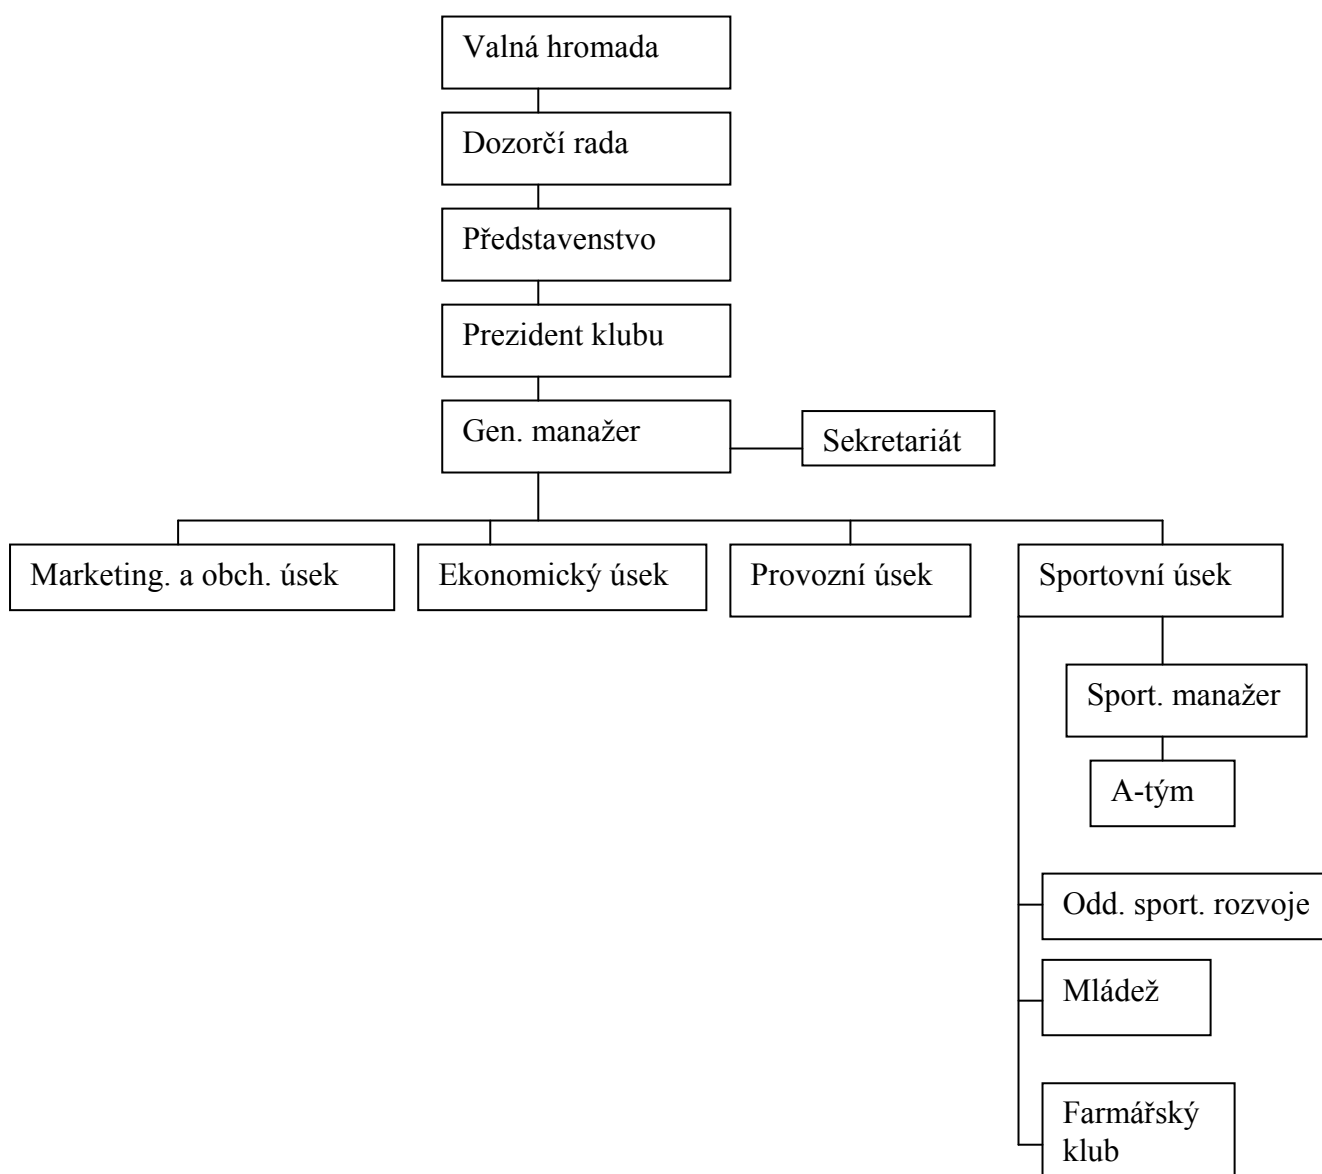 Valná hromada
Dozorčí rada
Představenstvo
Prezident klubu
Gen. manažer
Sekretariát
Marketing. a obch. úsek
Ekonomický úsek
Provozní úsek
Sportovní úsek
Sport. manažer
A-tým
Odd. sport. rozvoje
Mládež
Farmářský
klub